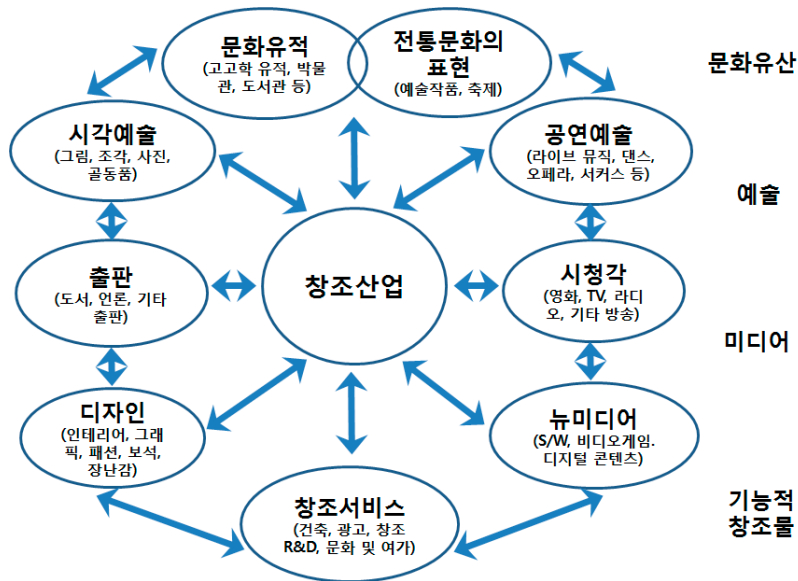 문화유적
(고고학 유적, 박물
관, 도서관 등)
전통문화의
표현
(예술작품, 축제)
문화유산
시각예술
(그림, 조각, 사진,
골동품)
공연예술
(라이브 뮤직, 댄스,
오페라, 서커스 등)
예술
출판
(도서, 언론, 기타
출판)
창조산업
시청각
(영화, TV, 라디
오, 기타 방송)
미디어
디자인
(인테리어, 그래
픽, 패션, 보석,
장난감)
뉴미디어
(S/W, 비디오게임.
디지털 콘텐츠)
창조서비스
(건축, 광고, 창조
R&D, 문화 및 여가)
기능적
창조물